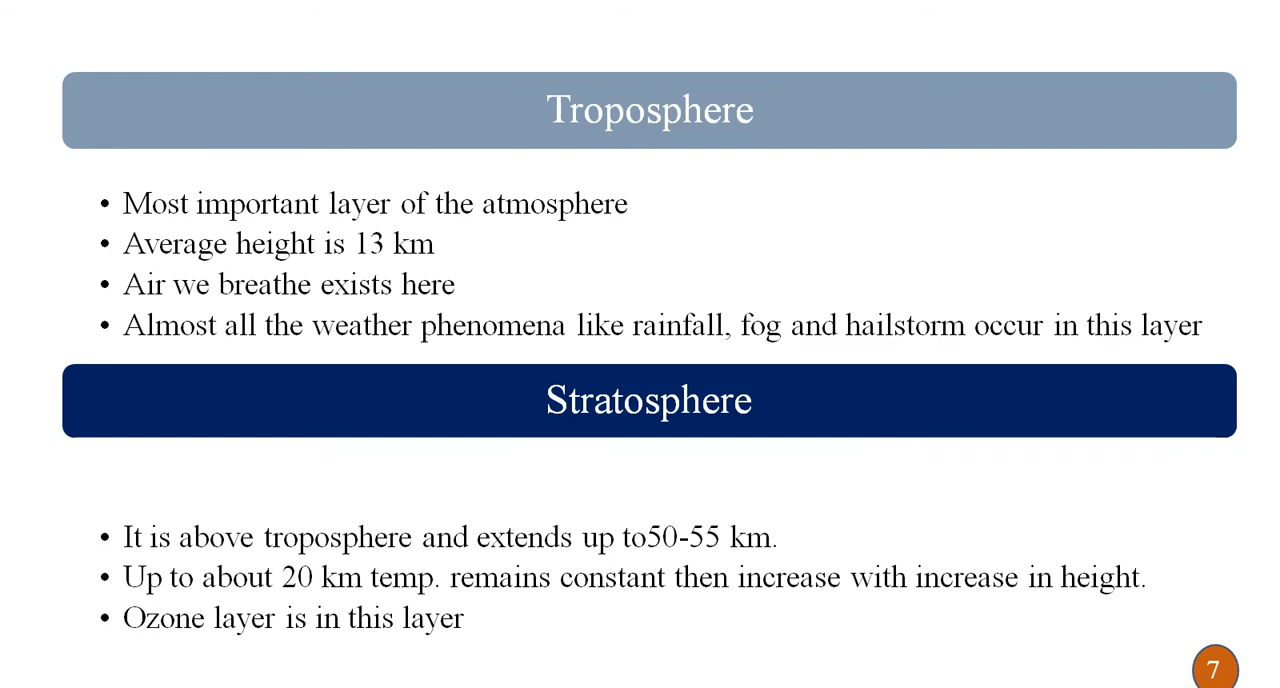 Troposphere
• Most important layer of the atmosphere
• Average height is 13 km
• Air we breathe exists here
• Almost all the weather phenomena like rainfall, fog and hailstorm occur in this layer
Stratosphere
• It is above troposphere and extends up to50-55 km.
• Up to about 20 km temp. remains constant then increase with increase in height.
• Ozone layer is in this layer
7